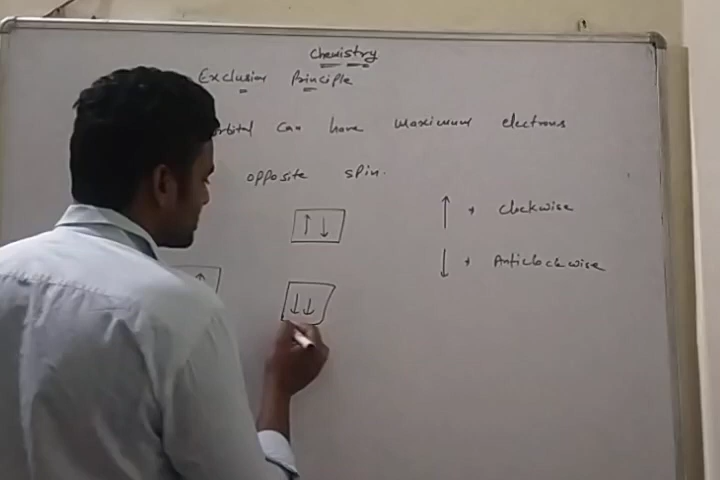 Chemistry
Exclusion Principle
orbital can have maximum electrons
opposite spin.
↑ → Clockwise
↓ → Anticlockwise